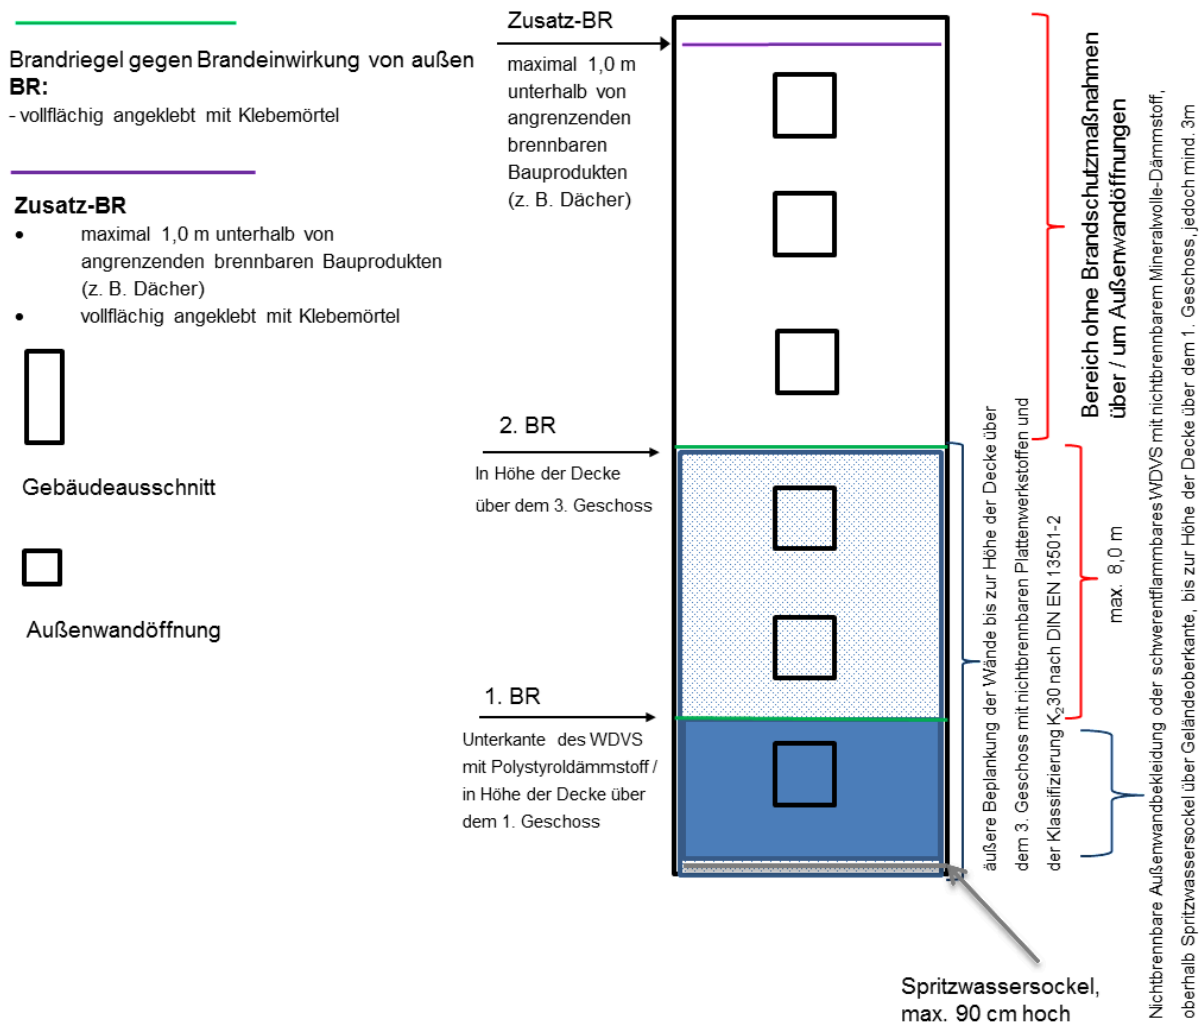 Brandriegel gegen Brandeinwirkung von außen
BR:
- vollflächig angeklebt mit Klebemörtel
Zusatz-BR
• maximal 1,0 m unterhalb von
angrenzenden brennbaren Bauprodukten
(z. B. Dächer)
• vollflächig angeklebt mit Klebemörtel
Gebäudeausschnitt
Außenwandöffnung
Zusatz-BR
maximal 1,0 m
unterhalb von
angrenzenden
brennbaren
Bauprodukten
(z. B. Dächer)
2. BR
In Höhe der Decke
über dem 3. Geschoss
1. BR
Unterkante des WDVS
mit Polystyroldämmstoff /
in Höhe der Decke über
dem 1. Geschoss
äußere Beplankung der Wände bis zur Höhe der Decke über
dem 3. Geschoss mit nichtbrennbaren Plattenwerkstoffen und
der Klassifizierung K₂30 nach DIN EN 13501-2
Bereich ohne Brandschutzmaßnahmen
über / um Außenwandöffnungen
max. 8,0 m
Nichtbrennbare Außenwandbekleidung oder schwerentflammbares WDVS mit nichtbrennbarem Mineralwolle-Dämmstoff,
oberhalb Spritzwassersockel über Geländeoberkante, bis zur Höhe der Decke über dem 1. Geschoss, jedoch mind. 3m
Spritzwassersockel,
max. 90 cm hoch